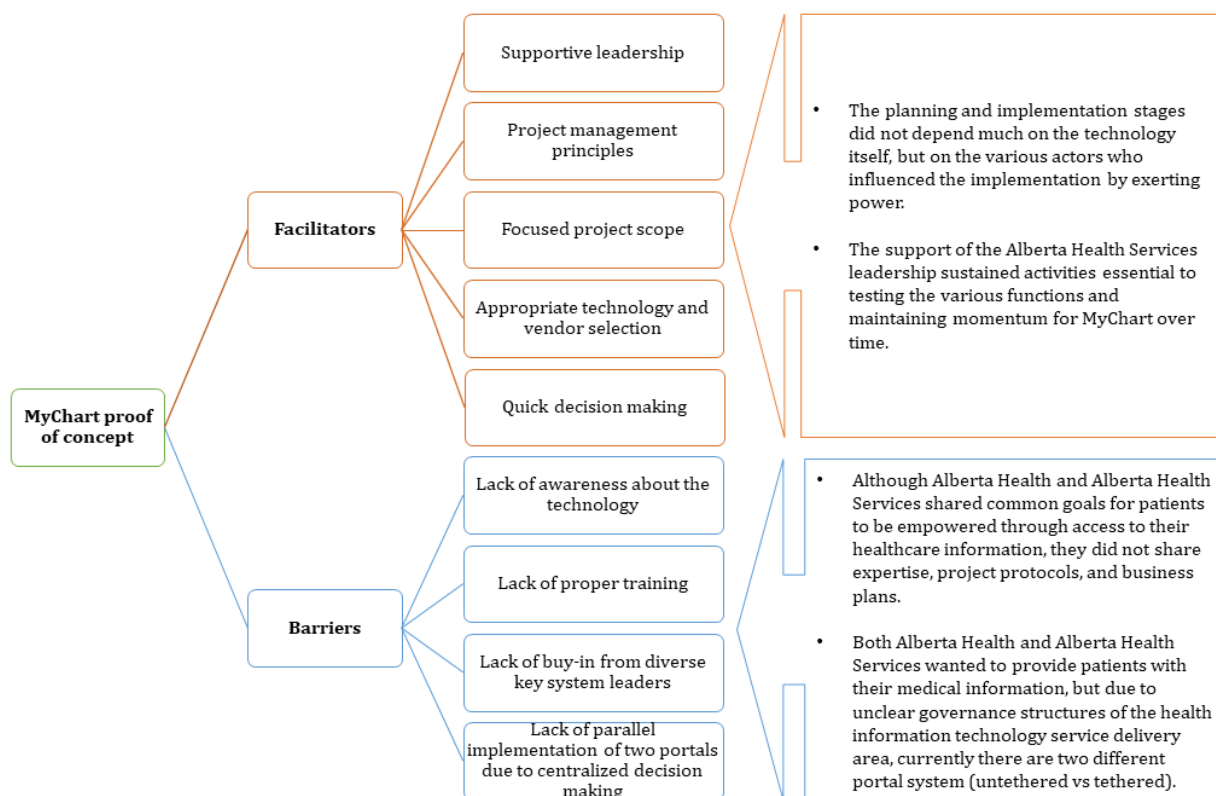 MyChart proof
of concept
Facilitators
Supportive leadership
Project management
principles
Focused project scope
Appropriate technology and
vendor selection
Quick decision making
• The planning and implementation stages
did not depend much on the technology
itself, but on the various actors who
influenced the implementation by exerting
power.
• The support of the Alberta Health Services
leadership sustained activities essential to
testing the various functions and
maintaining momentum for MyChart over
time.
Barriers
Lack of awareness about the
technology
Lack of proper training
Lack of buy-in from diverse
key system leaders
Lack of parallel
implementation of two portals
due to centralized decision
making
• Although Alberta Health and Alberta Health
Services shared common goals for patients
to be empowered through access to their
healthcare information, they did not share
expertise, project protocols, and business
plans.
• Both Alberta Health and Alberta Health
Services wanted to provide patients with
their medical information, but due to
unclear governance structures of the health
information technology service delivery
area, currently there are two different
portal system (untethered vs tethered).